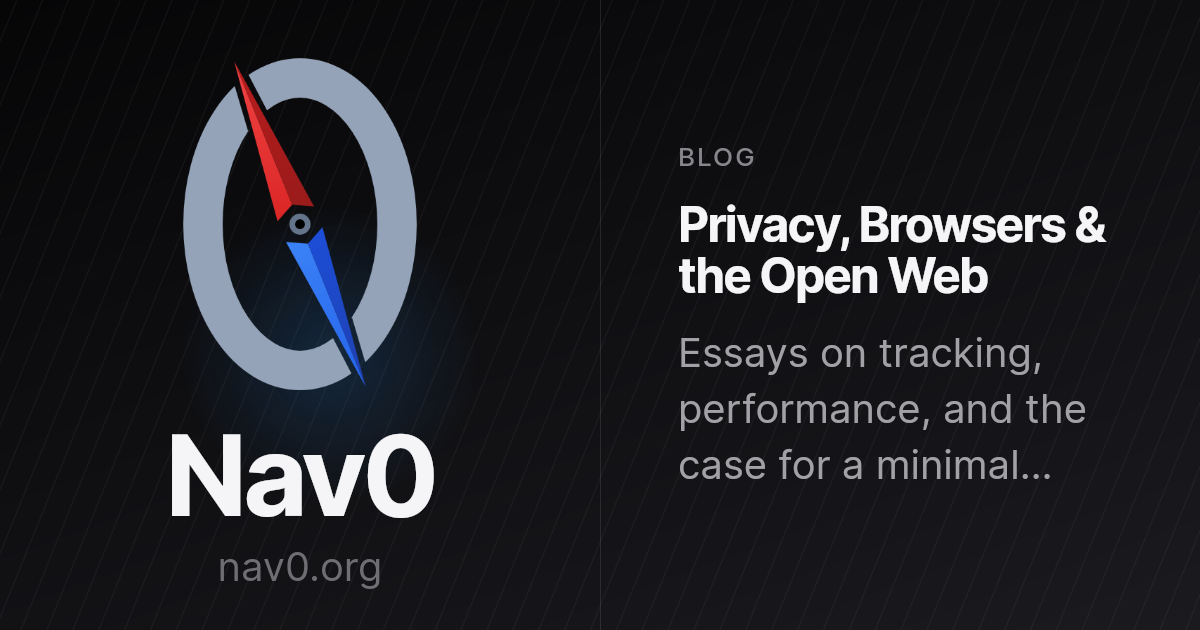 Nav0
nav0.org
BLOG
Privacy, Browsers &
the Open Web
Essays on tracking,
performance, and the
case for a minimal...